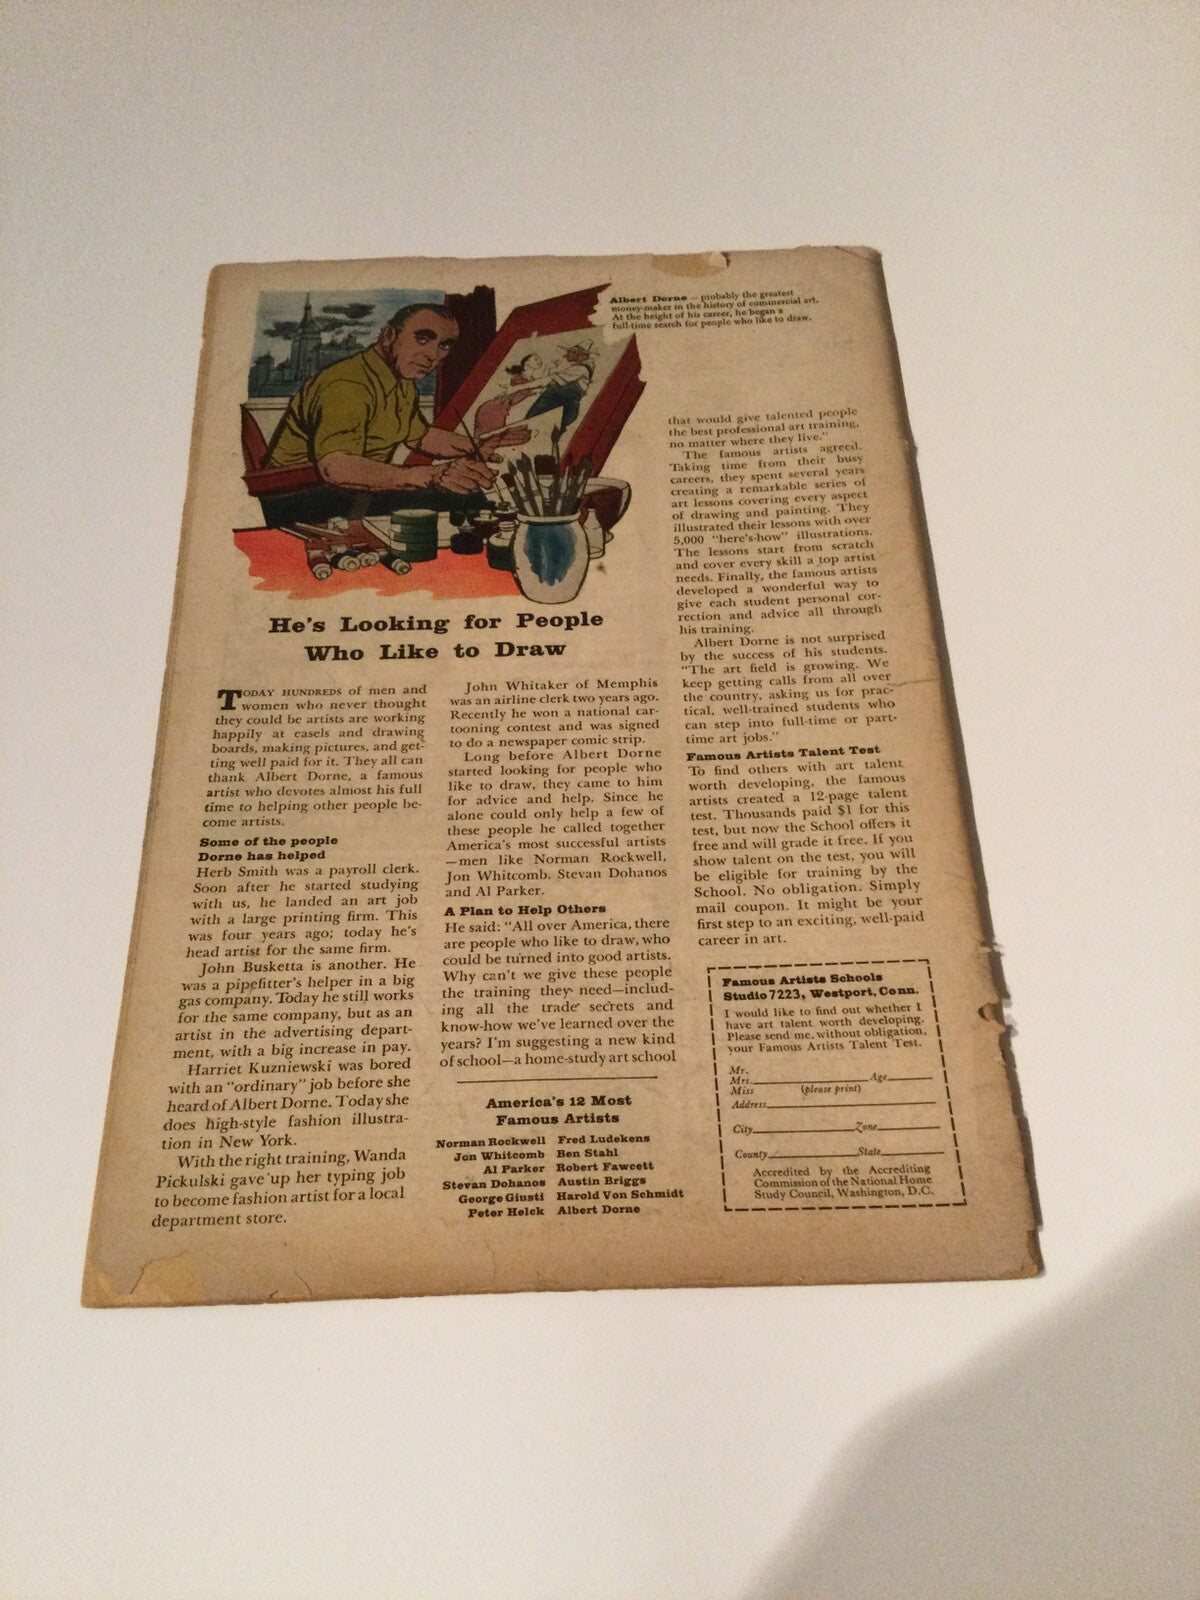 Albert Dorne – probably the greatest
money-maker in the history of commercial art.
At the height of his career, he began a
full-time search for people who like to draw.
He's Looking for People
Who Like to Draw
TODAY HUNDREDS of men and
women who never thought
they could be artists are working
happily at easels and drawing
boards, making pictures, and get-
ting well paid for it. They all can
thank Albert Dorne, a famous
artist who devotes almost his full
time to helping other people be-
come artists.
Some of the people
Dorne has helped
Herb Smith was a payroll clerk.
Soon after he started studying
with us, he landed an art job
with a large printing firm. This
was four years ago; today he's
head artist for the same firm.
John Busketta is another. He
was a pipefitter's helper in a big
gas company. Today he still works
for the same company, but as an
artist in the advertising depart-
ment, with a big increase in pay.
Harriet Kuzniewski was bored
with an "ordinary" job before she
heard of Albert Dorne. Today she
does high-style fashion illustra-
tion in New York.
With the right training, Wanda
Pickulski gave up her typing job
to become fashion artist for a local
department store.
John Whitaker of Memphis
was an airline clerk two years ago.
Recently he won a national car-
tooning contest and was signed
to do a newspaper comic strip.
Long before Albert Dorne
started looking for people who
like to draw, they came to him
for advice and help. Since he
alone could only help a few of
these people he called together
America's most successful artists
—men like Norman Rockwell,
Jon Whitcomb, Stevan Dohanos
and Al Parker.
A Plan to Help Others
He said: "All over America, there
are people who like to draw, who
could be turned into good artists.
Why can't we give these people
the training they need—includ-
ing all the trade secrets and
know-how we've learned over the
years? I'm suggesting a new kind
of school—a home-study art school
that would give talented people
the best professional art training,
no matter where they live."
The famous artists agreed.
Taking time from their busy
careers, they spent several years
creating a remarkable series of
art lessons covering every aspect
of drawing and painting. They
illustrated their lessons with over
5,000 "here's-how" illustrations.
The lessons start from scratch
and cover every skill a top artist
needs. Finally, the famous artists
developed a wonderful way to
give each student personal cor-
rection and advice all through
his training.
Albert Dorne is not surprised
by the success of his students.
"The art field is growing. We
keep getting calls from all over
the country, asking us for prac-
tical, well-trained students who
can step into full-time or part-
time art jobs."
Famous Artists Talent Test
To find others with art talent
worth developing, the famous
artists created a 12-page talent
test. Thousands paid $1 for this
test, but now the School offers it
free and will grade it free. If you
show talent on the test, you will
be eligible for training by the
School. No obligation. Simply
mail coupon. It might be your
first step to an exciting, well-paid
career in art.
America's 12 Most
Famous Artists
Norman Rockwell Fred Ludekens
Jon Whitcomb Ben Stahl
Al Parker Robert Fawcett
Stevan Dohanos Austin Briggs
George Giusti Harold Von Schmidt
Peter Helck Albert Dorne
Famous Artists Schools
Studio 7223, Westport, Conn.
I would like to find out whether I
have art talent worth developing.
Please send me, without obligation,
your Famous Artists Talent Test.
Mr.
Mrs. Age
Miss (please print)
Address
City Zone
County State
Accredited by the Accrediting
Commission of the National Home
Study Council, Washington, D.C.